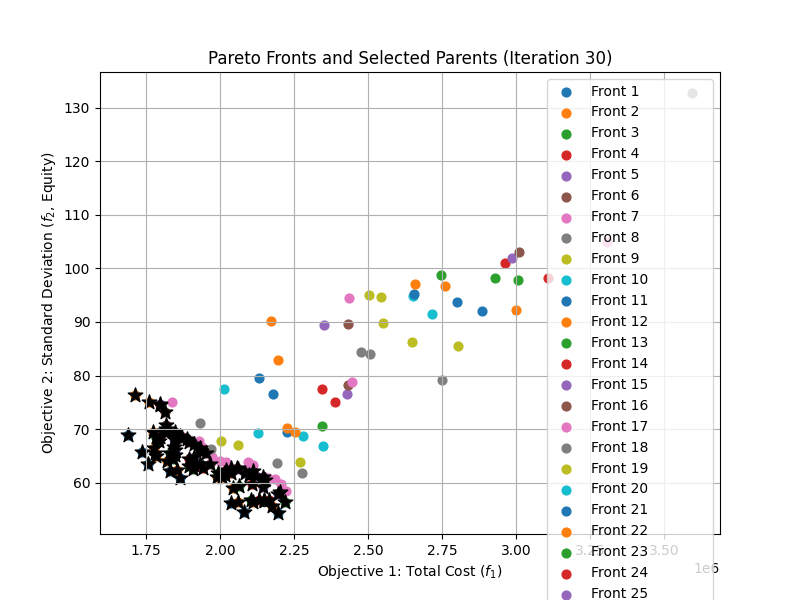 Pareto Fronts and Selected Parents (Iteration 30)
Objective 2: Standard Deviation (f₂, Equity)
130
120
110
100
90
80
70
60
1.75
2.00
2.25
2.50
2.75
3.00
3.25
3.50
1e6
Objective 1: Total Cost (f₁)
Front 1
Front 2
Front 3
Front 4
Front 5
Front 6
Front 7
Front 8
Front 9
Front 10
Front 11
Front 12
Front 13
Front 14
Front 15
Front 16
Front 17
Front 18
Front 19
Front 20
Front 21
Front 22
Front 23
Front 24
Front 25